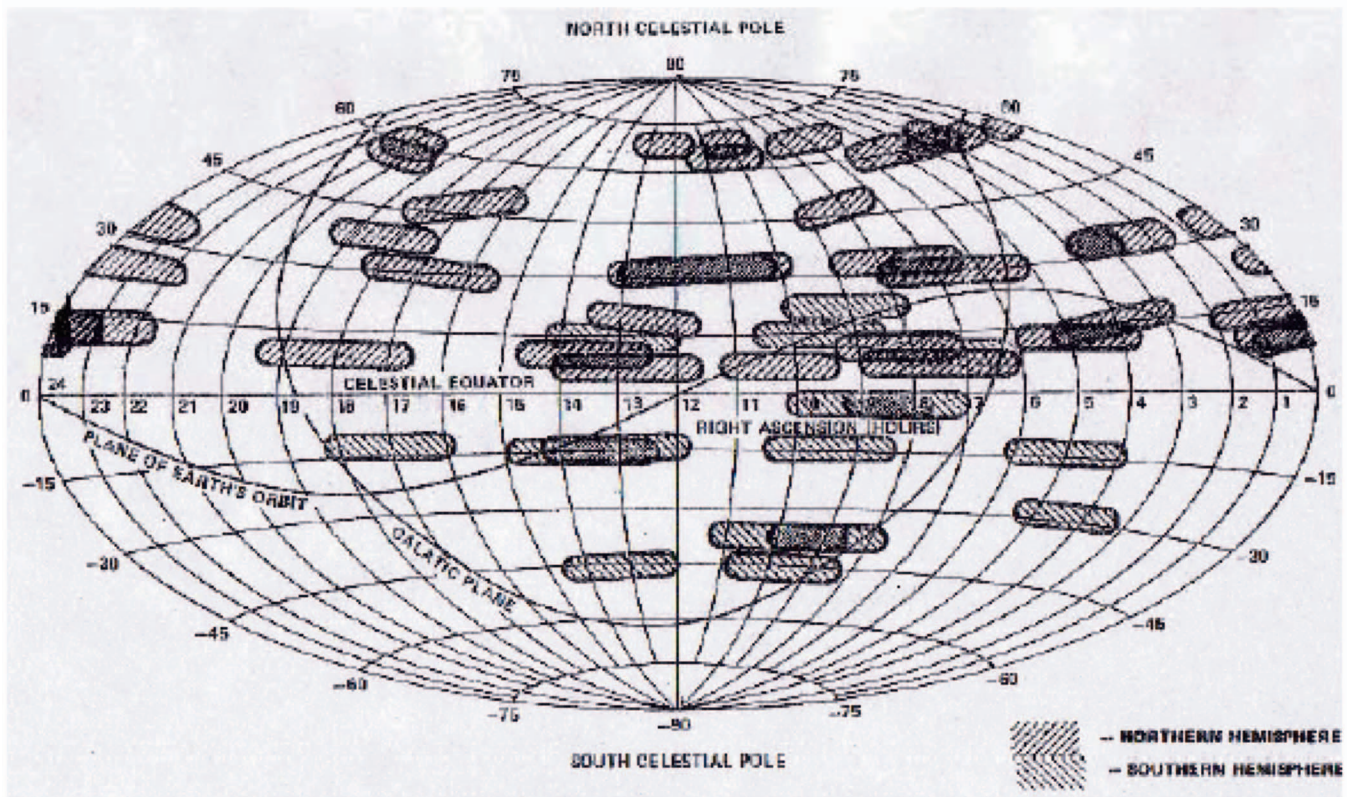 NORTH CELESTIAL POLE
90
75 75
60 60
45 45
30 30
15 15
CELESTIAL EQUATOR
0 24 23 22 21 20 19 18 17 16 15 14 13 12 11 10 9 8 7 6 5 4 3 2 1 0
RIGHT ASCENSION (HOURS)
PLANE OF EARTH'S ORBIT
-15 -15
GALATIC PLANE
-30 -30
-45 -45
-60 -60
-75 -75
-90
SOUTH CELESTIAL POLE
-- NORTHERN HEMISPHERE
-- SOUTHERN HEMISPHERE